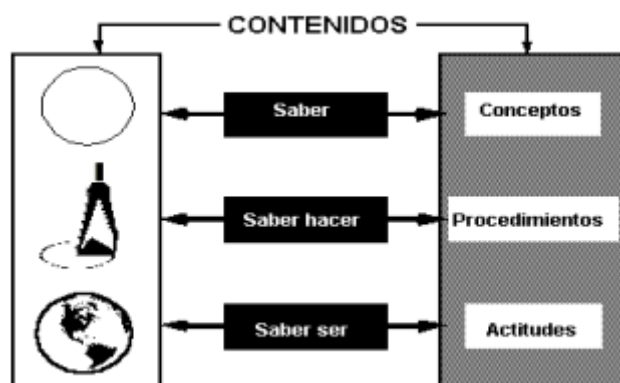 CONTENIDOS
Saber
Conceptos
Saber hacer
Procedimientos
Saber ser
Actitudes